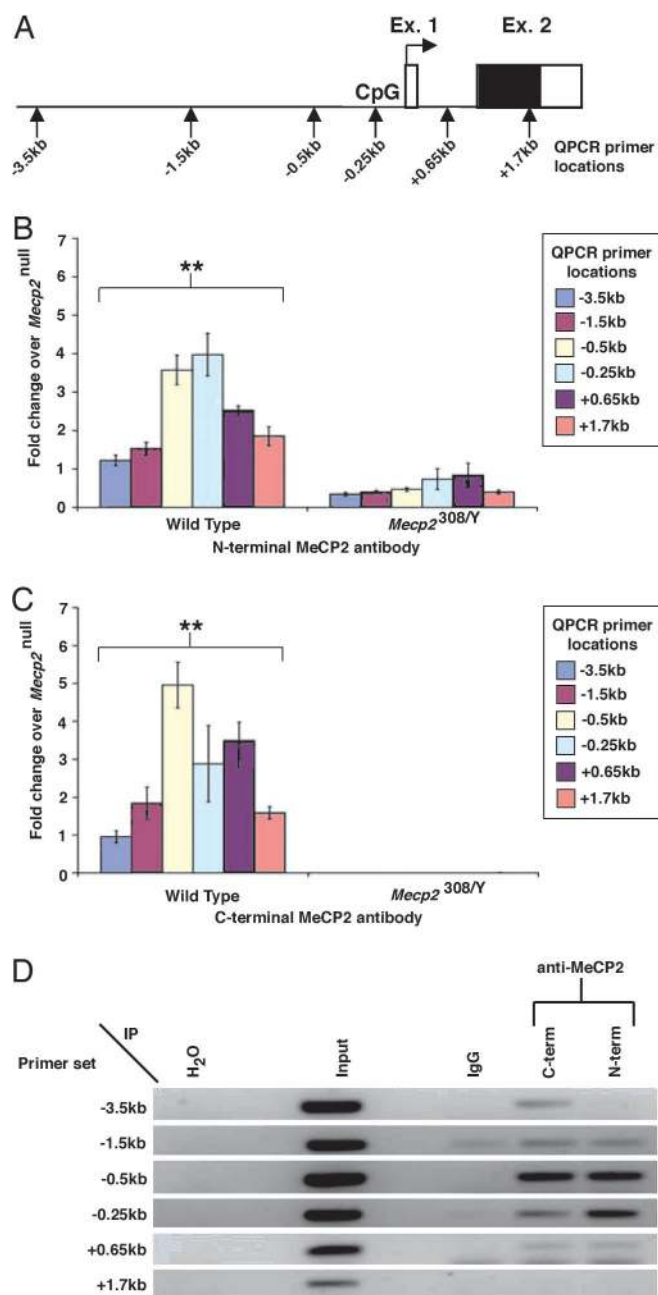 A
Ex. 1
Ex. 2
CpG
-3.5kb
-1.5kb
-0.5kb
-0.25kb
+0.65kb
+1.7kb
QPCR primer
locations
B
Fold change over Mecp2null
7
6
5
4
3
2
1
0
**
Wild Type
Mecp2308/Y
N-terminal MeCP2 antibody
QPCR primer
locations
-3.5kb
-1.5kb
-0.5kb
-0.25kb
+0.65kb
+1.7kb
C
Fold change over Mecp2null
7
6
5
4
3
2
1
0
**
Wild Type
Mecp2308/Y
C-terminal MeCP2 antibody
QPCR primer
locations
-3.5kb
-1.5kb
-0.5kb
-0.25kb
+0.65kb
+1.7kb
D
anti-MeCP2
IP
Primer set
H2O
Input
IgG
C-term
N-term
-3.5kb
-1.5kb
-0.5kb
-0.25kb
+0.65kb
+1.7kb